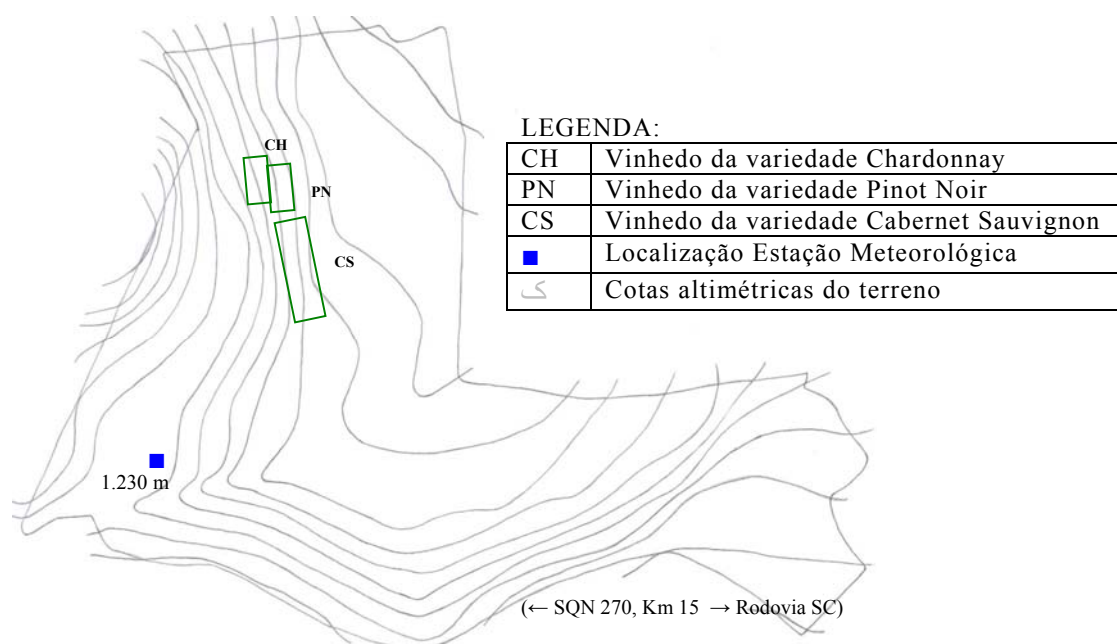 CH
PN
CS
1.230 m
LEGENDA:
CH Vinhedo da variedade Chardonnay
PN Vinhedo da variedade Pinot Noir
CS Vinhedo da variedade Cabernet Sauvignon
Localização Estação Meteorológica
Cotas altimétricas do terreno
(← SQN 270, Km 15 → Rodovia SC)